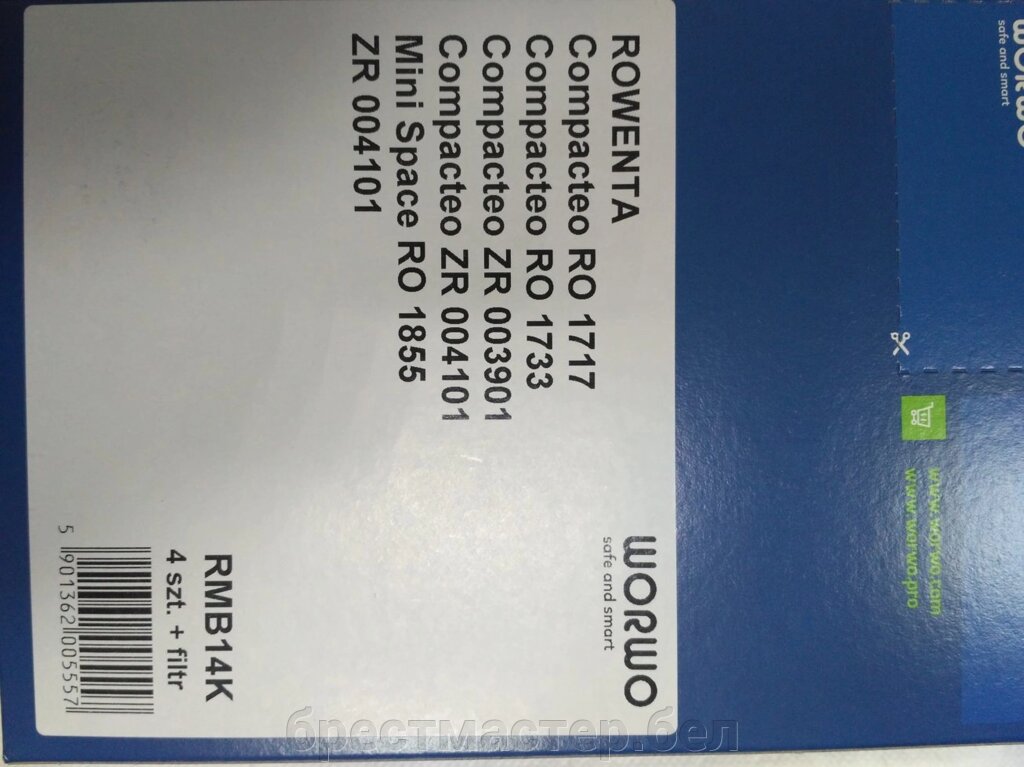 ROWENTA
Compacteo RO 1717
Compacteo RO 1733
Compacteo ZR 003901
Compacteo ZR 004101
Mini Space RO 1855
ZR 004101
WORWO
safe and smart
RMB14K
4 szt. + filtr
5 901362 005557
WORWO
safe and smart
www.worwo.com
www.worwo.pro
брестмастер.бел